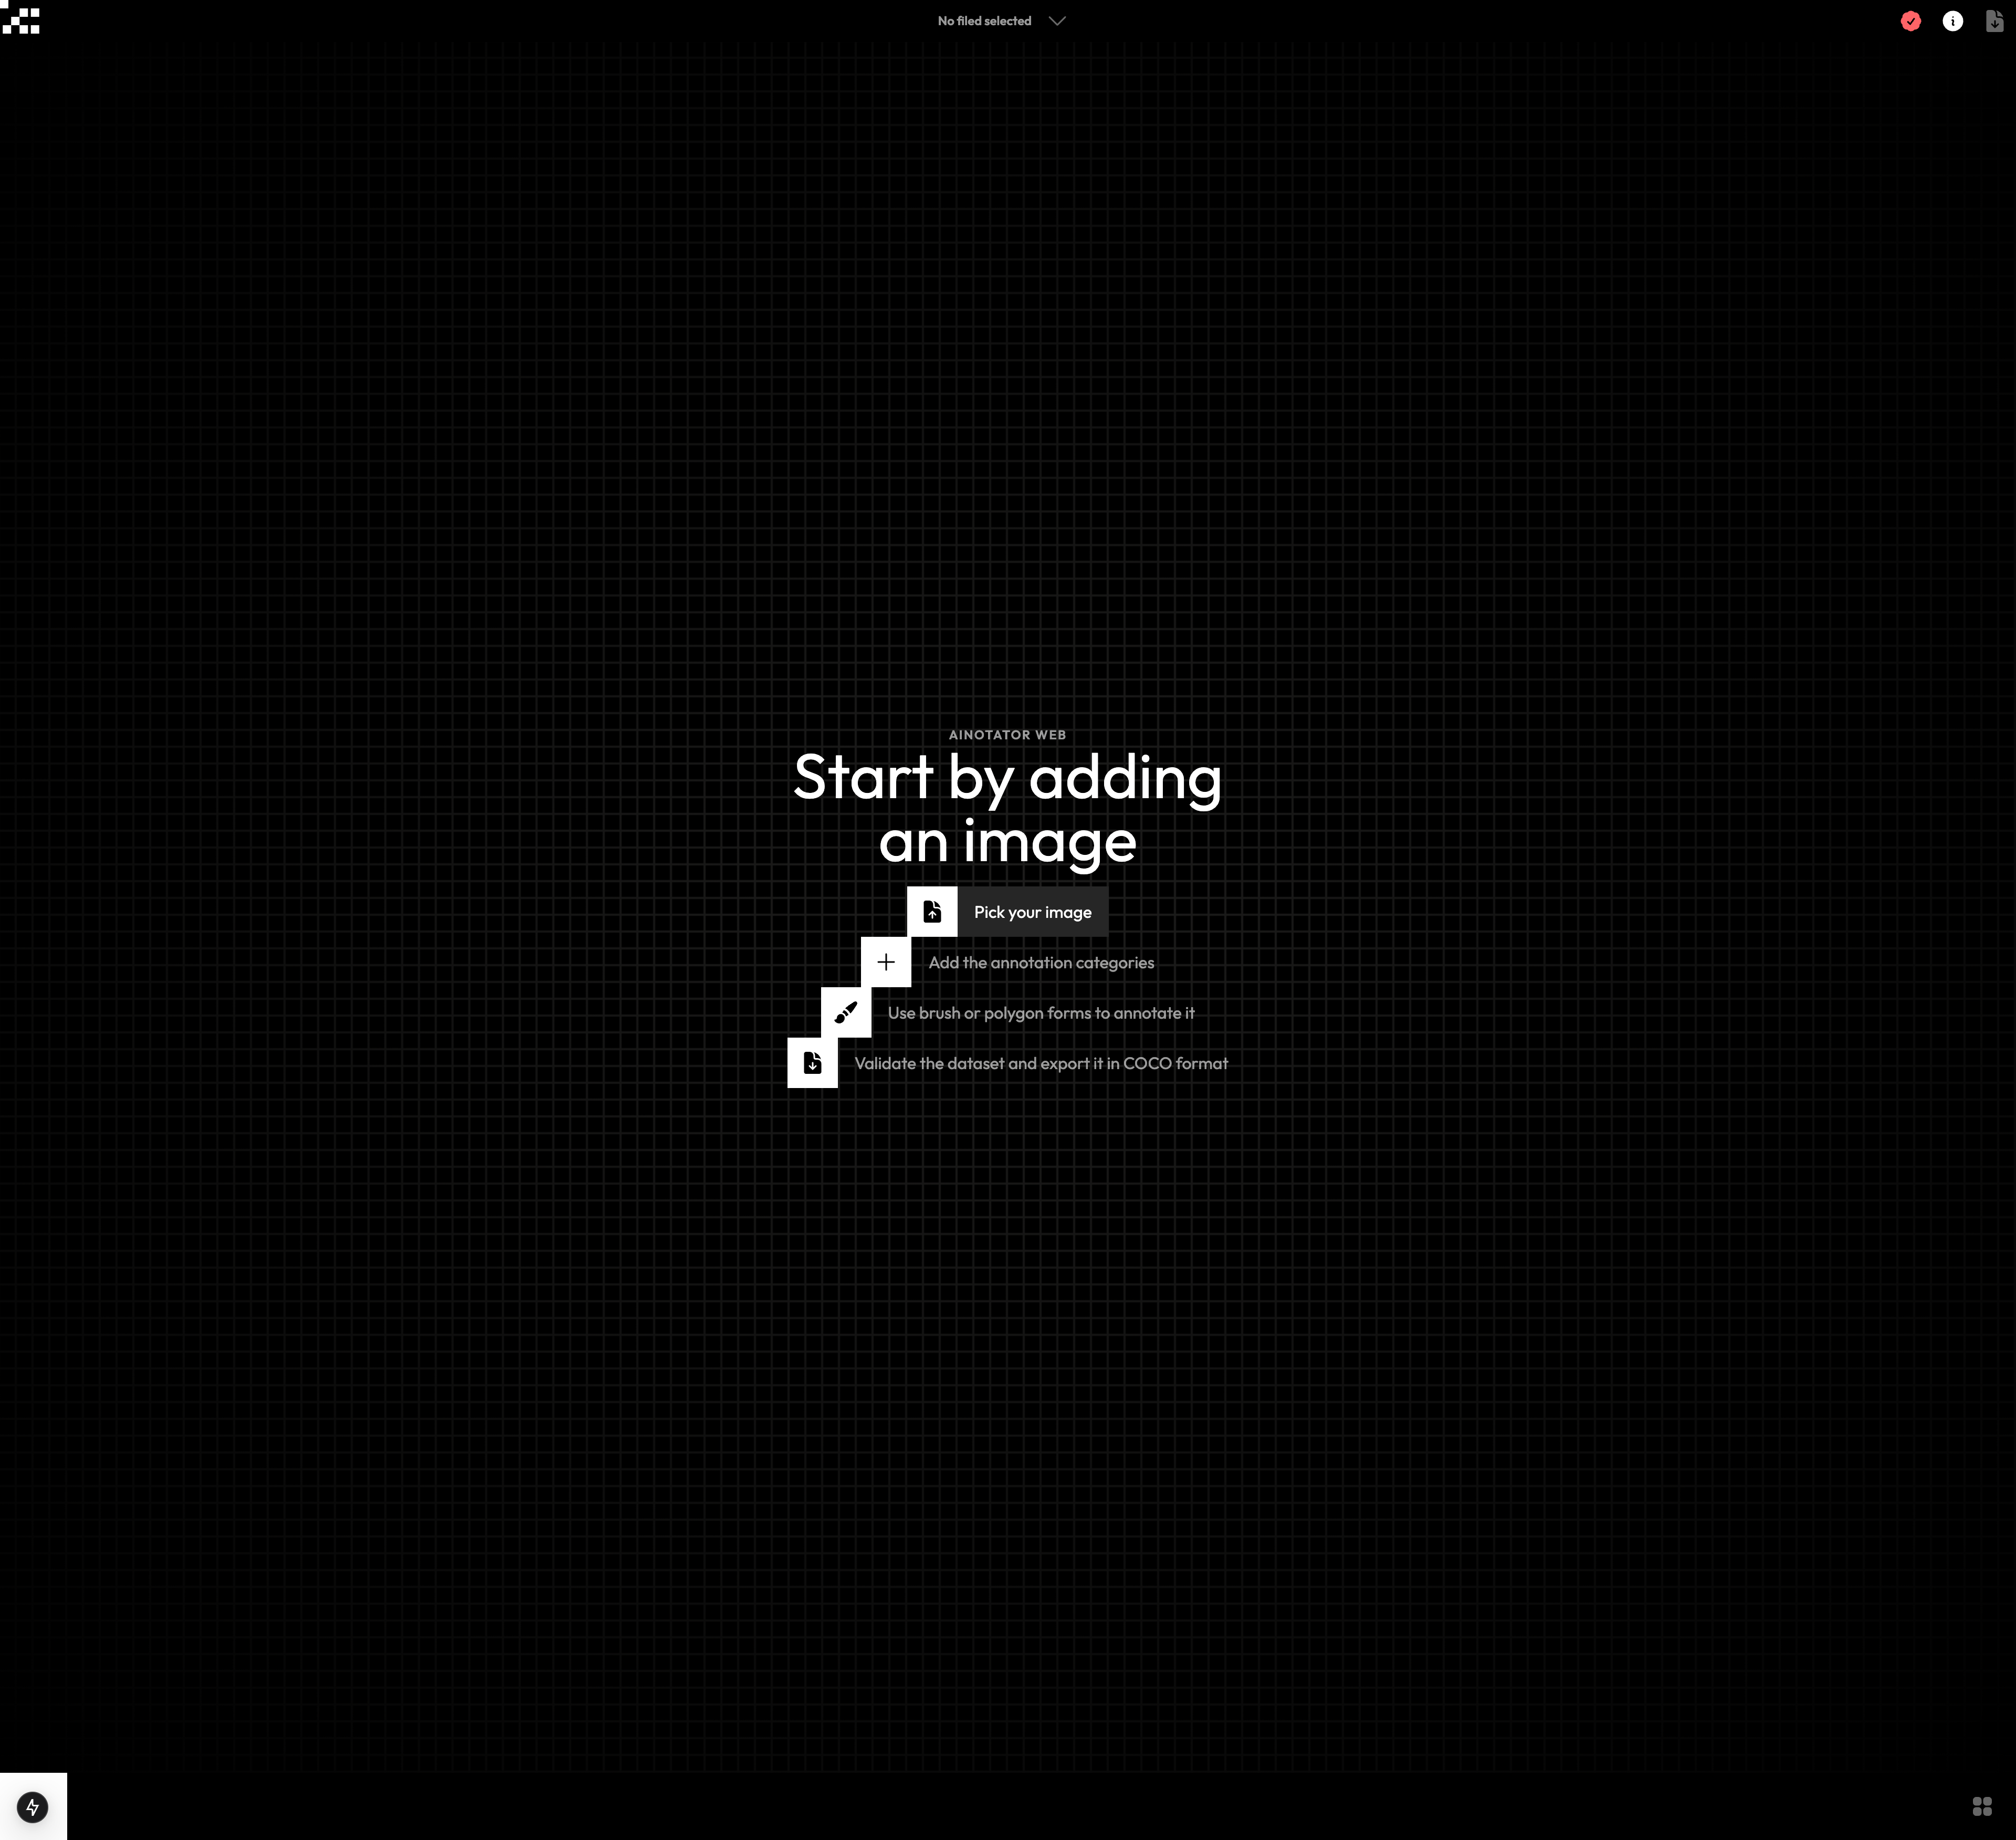 No filed selected
AINOTATOR WEB
Start by adding
an image
Pick your image
Add the annotation categories
Use brush or polygon forms to annotate it
Validate the dataset and export it in COCO format